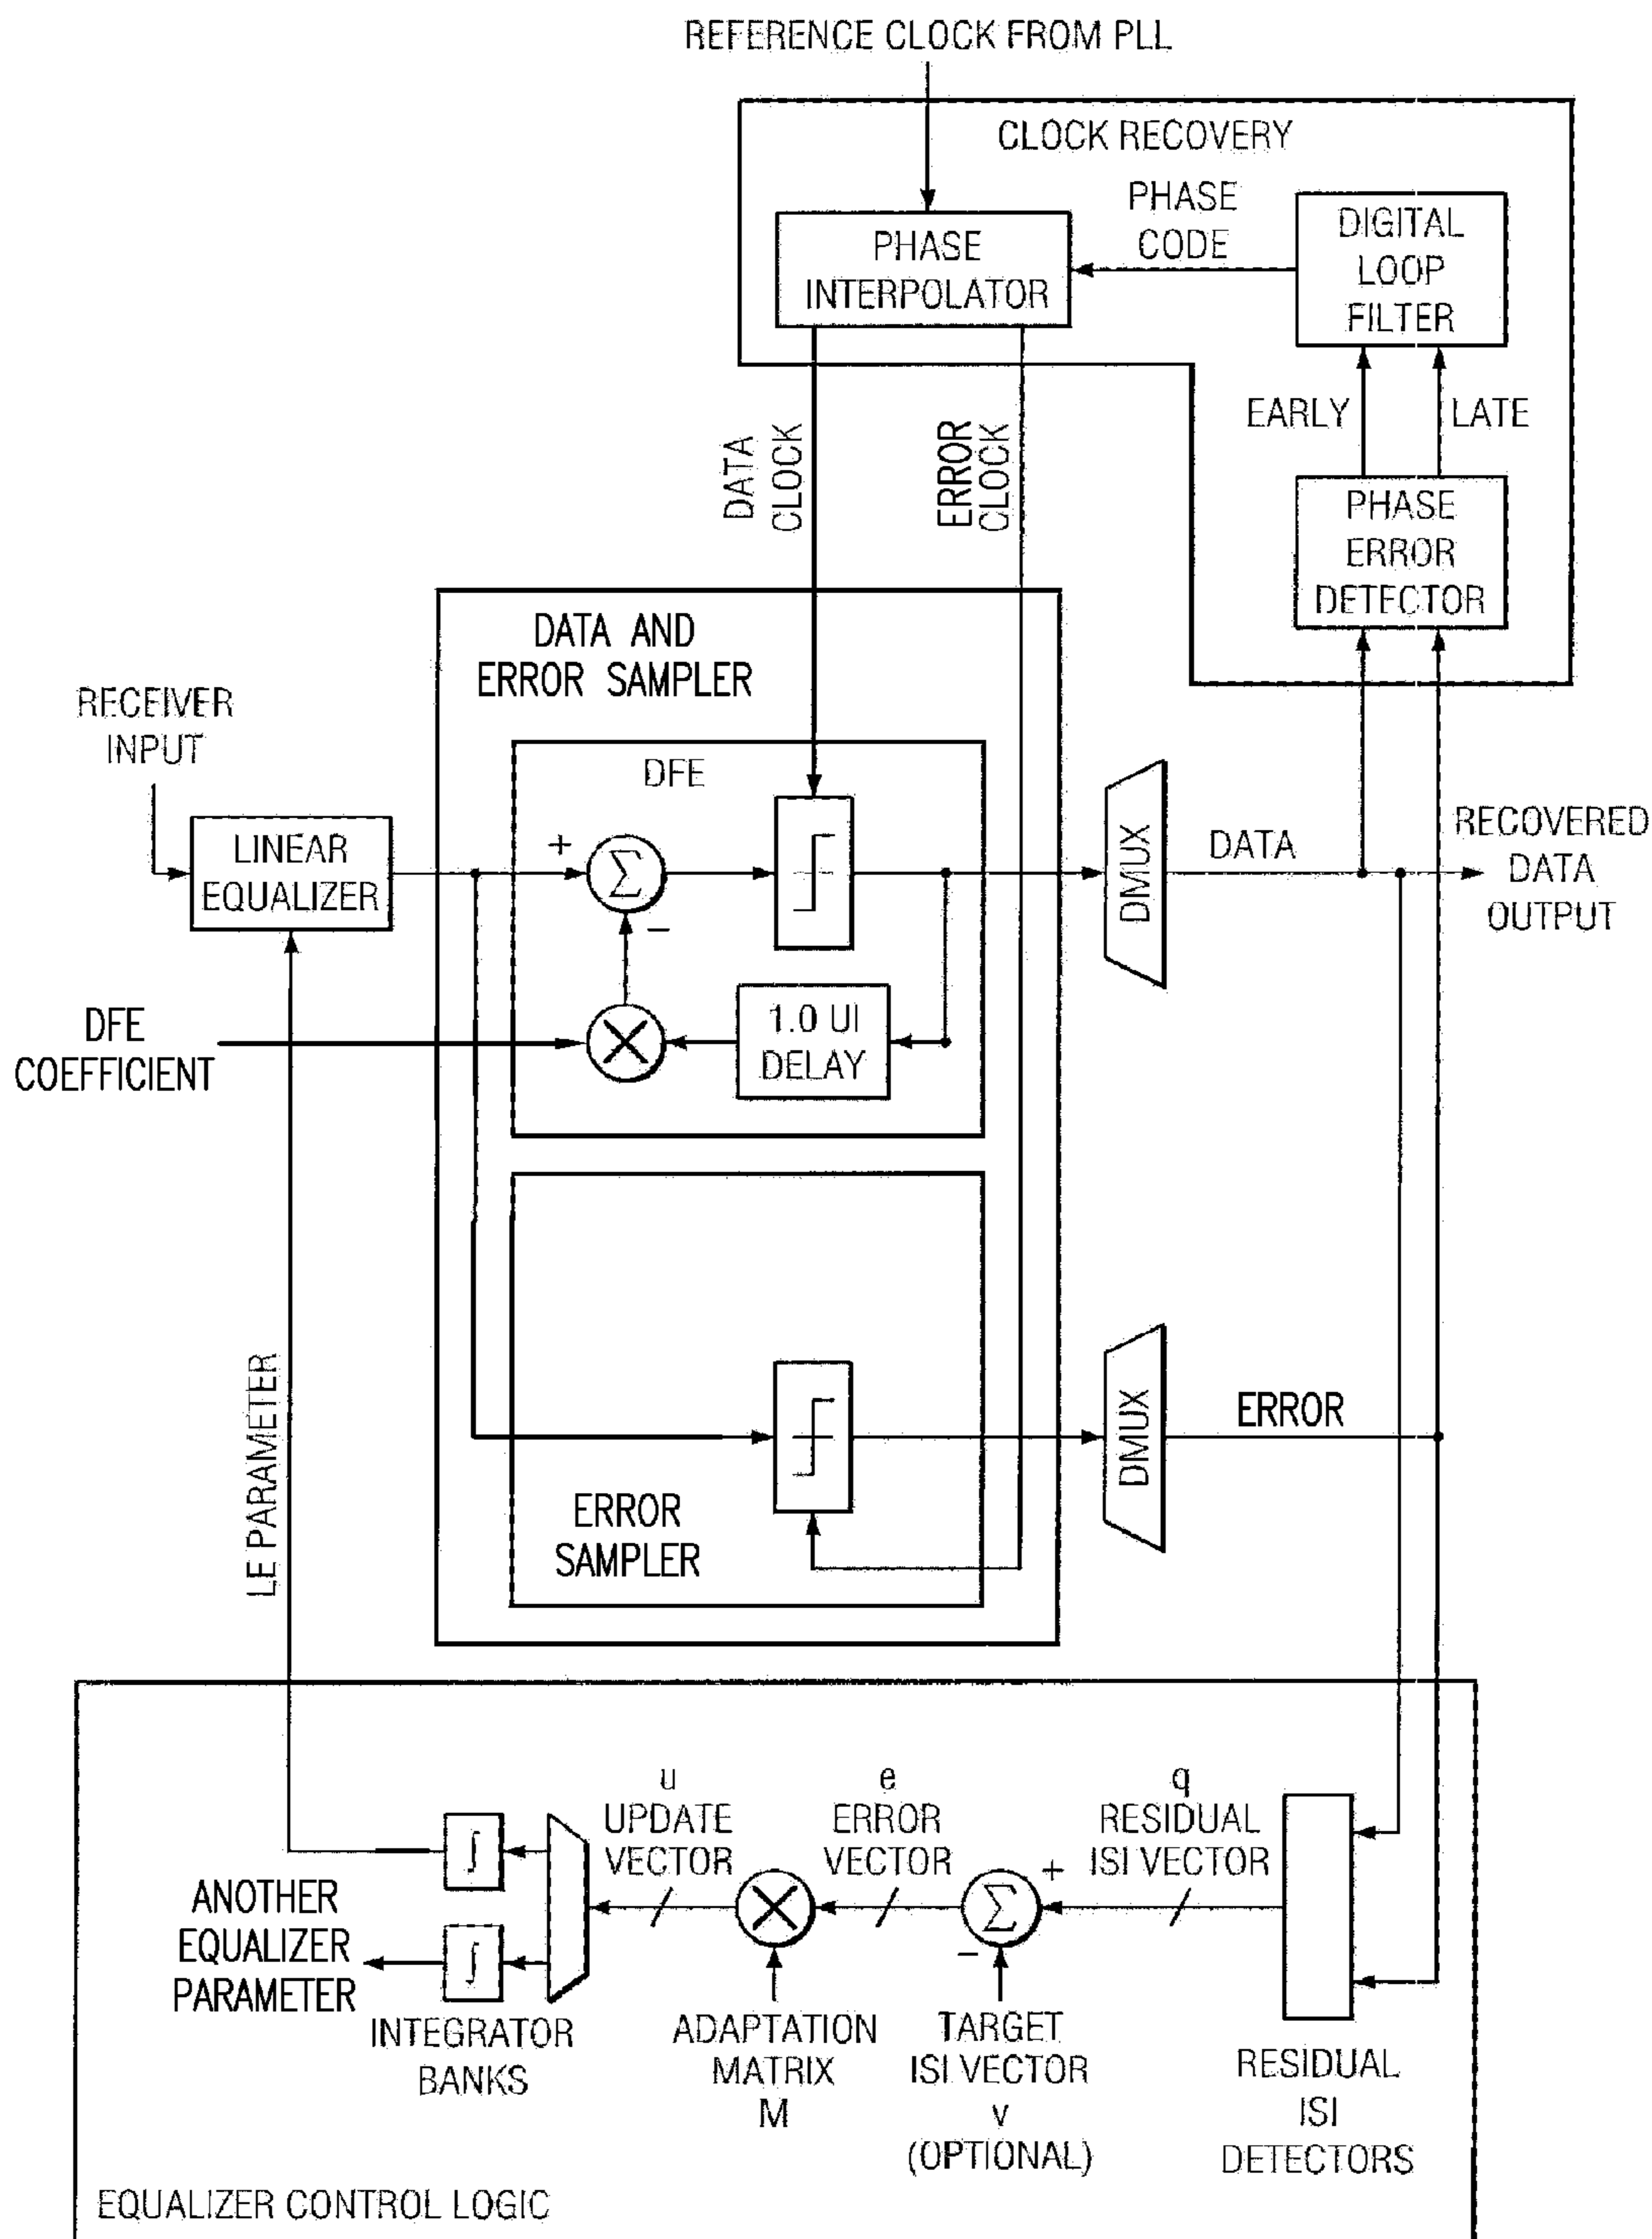 REFERENCE CLOCK FROM PLL
CLOCK RECOVERY
PHASE
INTERPOLATOR
PHASE
CODE
DIGITAL
LOOP
FILTER
EARLY
LATE
DATA
CLOCK
ERROR
CLOCK
PHASE
ERROR
DETECTOR
DATA AND
ERROR SAMPLER
RECEIVER
INPUT
LINEAR
EQUALIZER
DFE
+
Σ
−
DMUX
DATA
RECOVERED
DATA
OUTPUT
DFE
COEFFICIENT
1.0 UI
DELAY
LE PARAMETER
ERROR
SAMPLER
DMUX
ERROR
u
UPDATE
VECTOR
e
ERROR
VECTOR
q
RESIDUAL
ISI VECTOR
+
Σ
−
∫
∫
ANOTHER
EQUALIZER
PARAMETER
INTEGRATOR
BANKS
ADAPTATION
MATRIX
M
TARGET
ISI VECTOR
v
(OPTIONAL)
RESIDUAL
ISI
DETECTORS
EQUALIZER CONTROL LOGIC